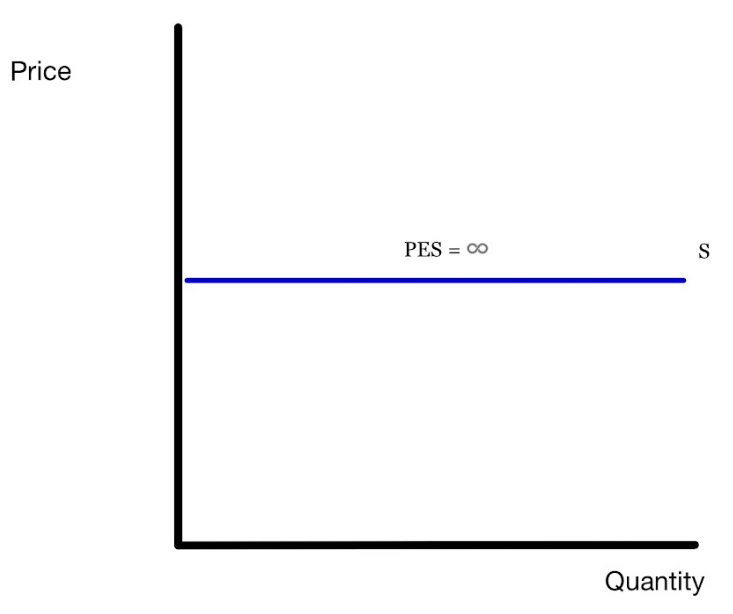 Price
PES = ∞
S
Quantity